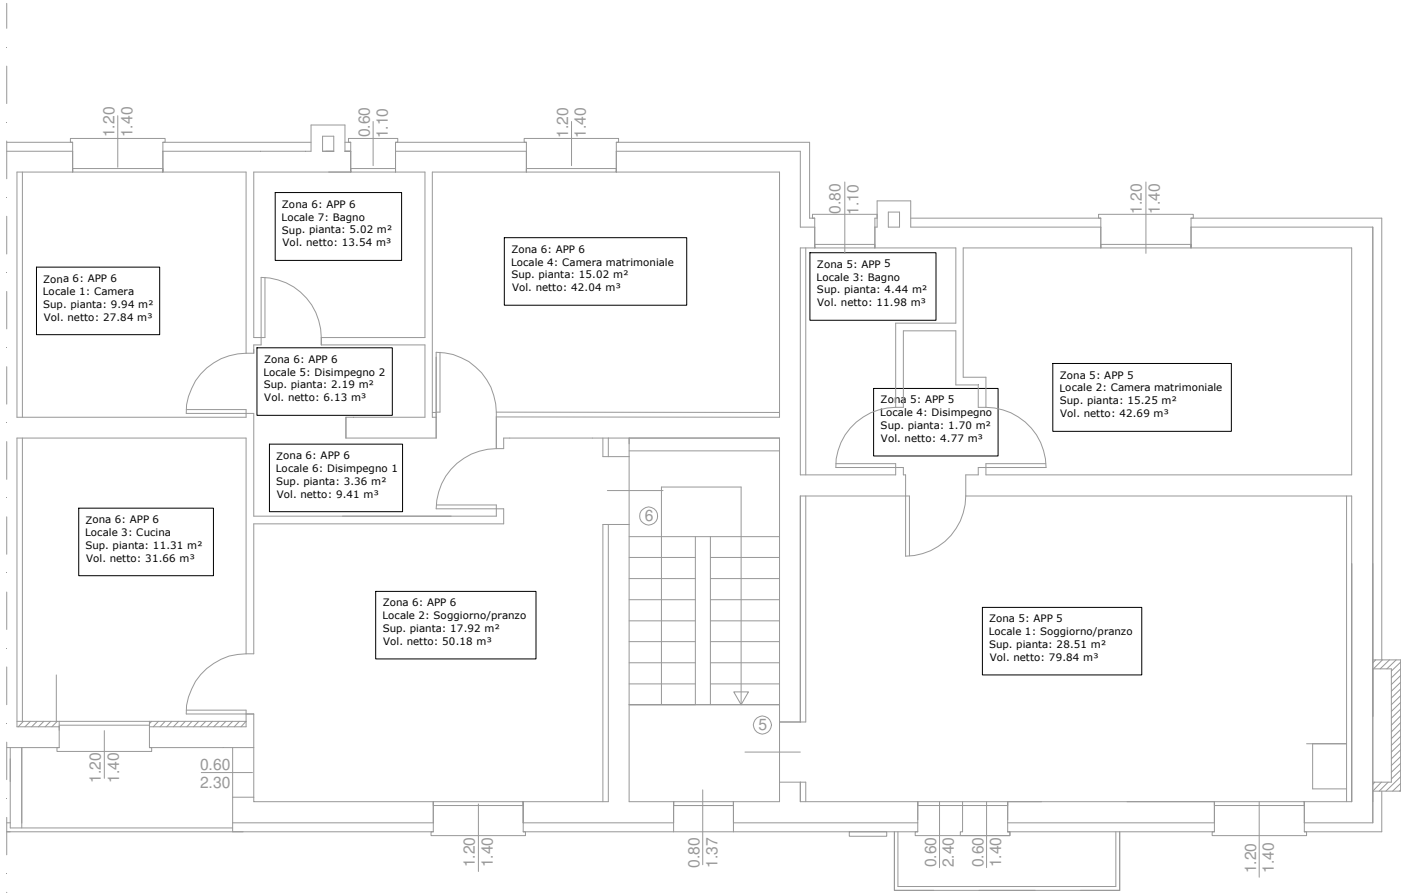 1.20
1.40
0.60
1.10
1.20
1.40
0.80
1.10
1.20
1.40
Zona 6: APP 6
Locale 7: Bagno
Sup. pianta: 5.02 m²
Vol. netto: 13.54 m³
Zona 6: APP 6
Locale 4: Camera matrimoniale
Sup. pianta: 15.02 m²
Vol. netto: 42.04 m³
Zona 5: APP 5
Locale 3: Bagno
Sup. pianta: 4.44 m²
Vol. netto: 11.98 m³
Zona 6: APP 6
Locale 1: Camera
Sup. pianta: 9.94 m²
Vol. netto: 27.84 m³
Zona 6: APP 6
Locale 5: Disimpegno 2
Sup. pianta: 2.19 m²
Vol. netto: 6.13 m³
Zona 5: APP 5
Locale 2: Camera matrimoniale
Sup. pianta: 15.25 m²
Vol. netto: 42.69 m³
Zona 5: APP 5
Locale 4: Disimpegno
Sup. pianta: 1.70 m²
Vol. netto: 4.77 m³
Zona 6: APP 6
Locale 6: Disimpegno 1
Sup. pianta: 3.36 m²
Vol. netto: 9.41 m³
Zona 6: APP 6
Locale 3: Cucina
Sup. pianta: 11.31 m²
Vol. netto: 31.66 m³
6
Zona 6: APP 6
Locale 2: Soggiorno/pranzo
Sup. pianta: 17.92 m²
Vol. netto: 50.18 m³
Zona 5: APP 5
Locale 1: Soggiorno/pranzo
Sup. pianta: 28.51 m²
Vol. netto: 79.84 m³
5
1.20
1.40
0.60
2.30
1.20
1.40
0.80
1.37
0.60
2.40
0.60
1.40
1.20
1.40